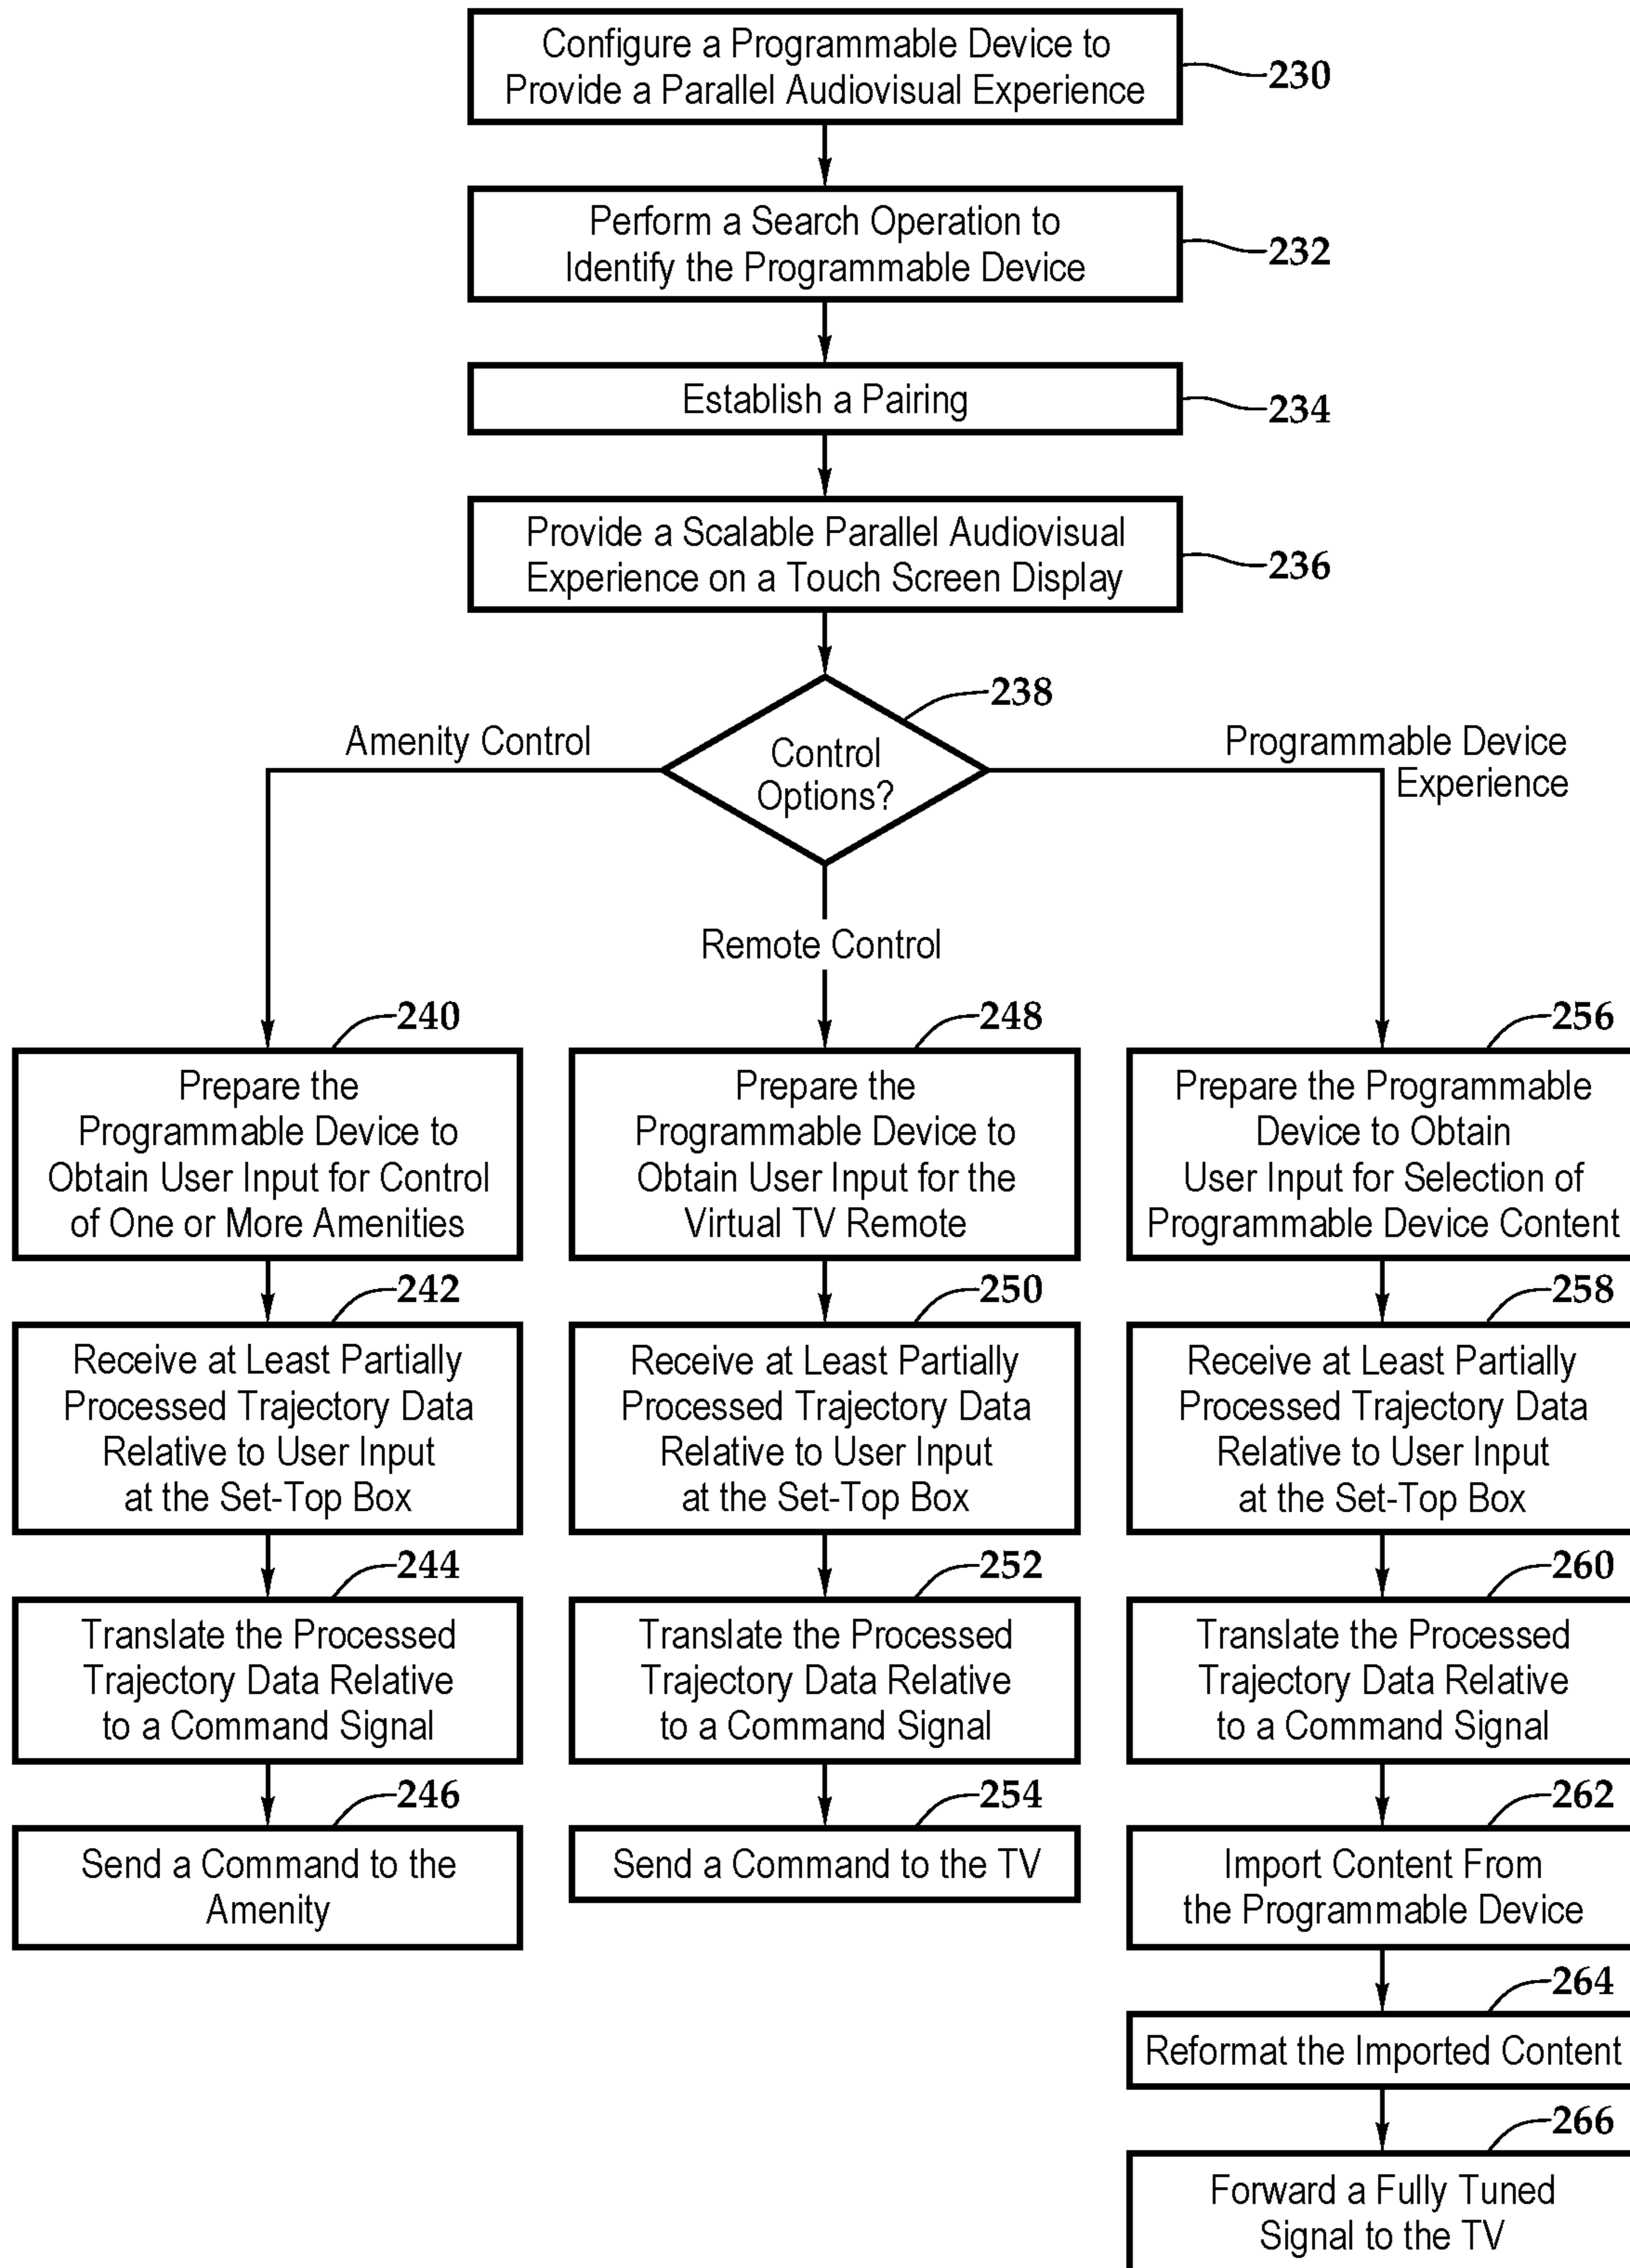 Configure a Programmable Device to
Provide a Parallel Audiovisual Experience
230
Perform a Search Operation to
Identify the Programmable Device
232
Establish a Pairing
234
Provide a Scalable Parallel Audiovisual
Experience on a Touch Screen Display
236
238
Control
Options?
Amenity Control
Remote Control
Programmable Device
Experience
240
Prepare the
Programmable Device to
Obtain User Input for Control
of One or More Amenities
242
Receive at Least Partially
Processed Trajectory Data
Relative to User Input
at the Set-Top Box
244
Translate the Processed
Trajectory Data Relative
to a Command Signal
246
Send a Command to the
Amenity
248
Prepare the
Programmable Device to
Obtain User Input for the
Virtual TV Remote
250
Receive at Least Partially
Processed Trajectory Data
Relative to User Input
at the Set-Top Box
252
Translate the Processed
Trajectory Data Relative
to a Command Signal
254
Send a Command to the TV
256
Prepare the Programmable
Device to Obtain
User Input for Selection of
Programmable Device Content
258
Receive at Least Partially
Processed Trajectory Data
Relative to User Input
at the Set-Top Box
260
Translate the Processed
Trajectory Data Relative
to a Command Signal
262
Import Content From
the Programmable Device
264
Reformat the Imported Content
266
Forward a Fully Tuned
Signal to the TV